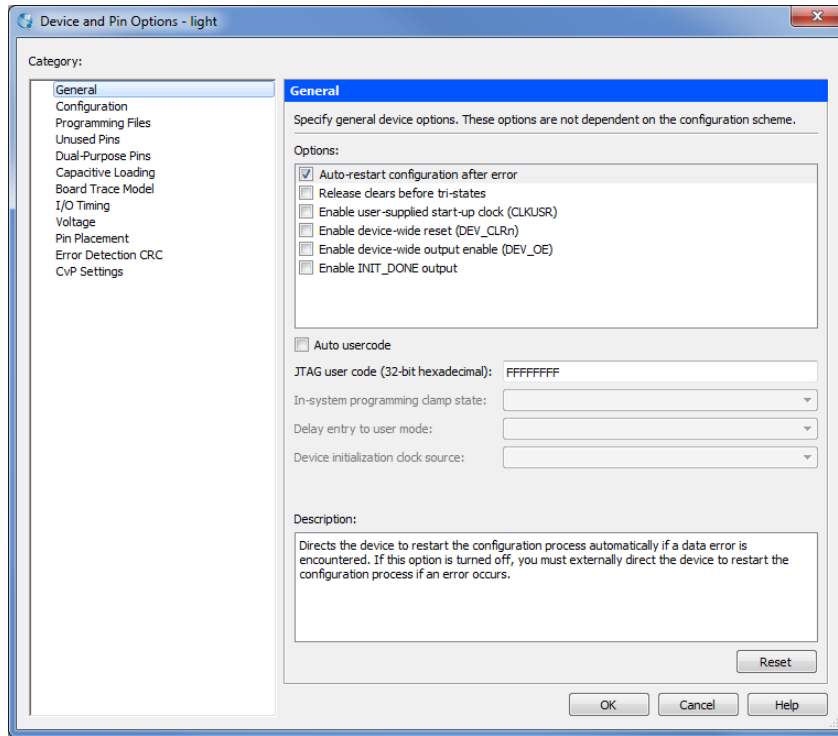 Device and Pin Options - light
Category:
General
Configuration
Programming Files
Unused Pins
Dual-Purpose Pins
Capacitive Loading
Board Trace Model
I/O Timing
Voltage
Pin Placement
Error Detection CRC
CvP Settings
General
Specify general device options. These options are not dependent on the configuration scheme.
Options:
Auto-restart configuration after error
Release clears before tri-states
Enable user-supplied start-up clock (CLKUSR)
Enable device-wide reset (DEV_CLRn)
Enable device-wide output enable (DEV_OE)
Enable INIT_DONE output
Auto usercode
JTAG user code (32-bit hexadecimal): FFFFFFFF
In-system programming clamp state:
Delay entry to user mode:
Device initialization clock source:
Description:
Directs the device to restart the configuration process automatically if a data error is
encountered. If this option is turned off, you must externally direct the device to restart the
configuration process if an error occurs.
Reset
OK Cancel Help